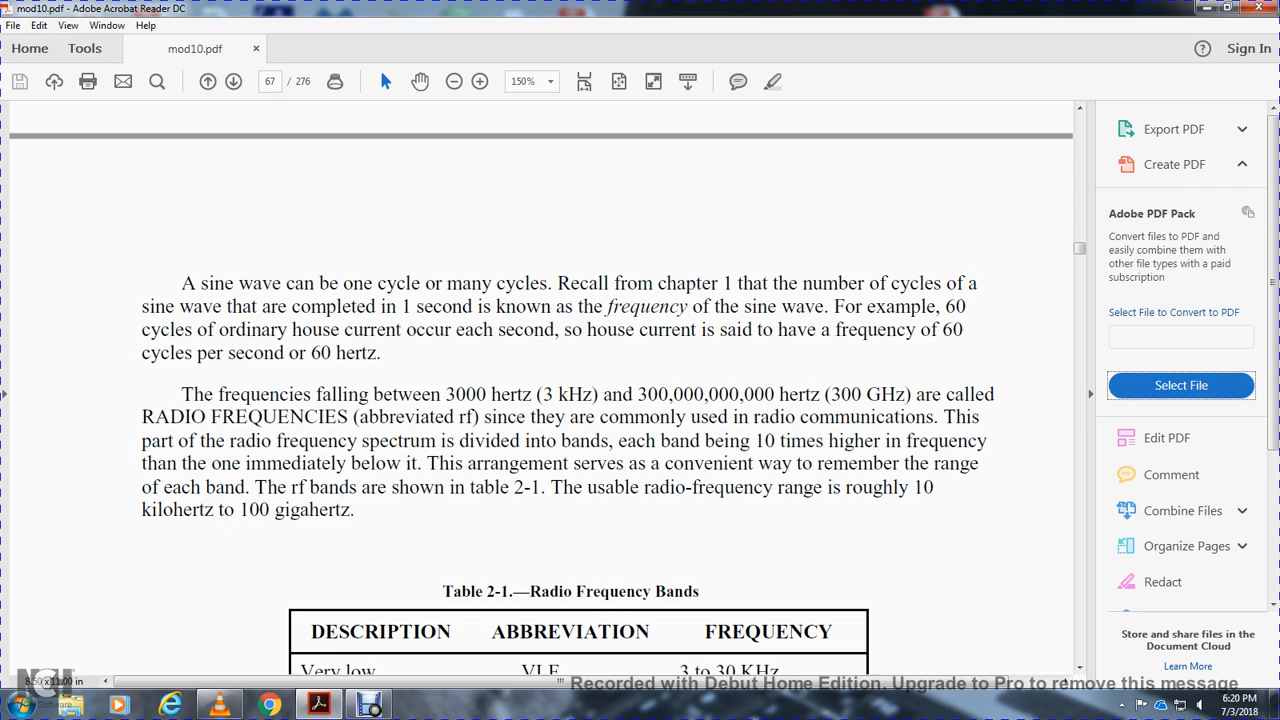 mod10.pdf - Adobe Acrobat Reader DC
File Edit View Window Help
Home Tools mod10.pdf × Sign In
67 / 276 150%
A sine wave can be one cycle or many cycles. Recall from chapter 1 that the number of cycles of a
sine wave that are completed in 1 second is known as the frequency of the sine wave. For example, 60
cycles of ordinary house current occur each second, so house current is said to have a frequency of 60
cycles per second or 60 hertz.
The frequencies falling between 3000 hertz (3 kHz) and 300,000,000,000 hertz (300 GHz) are called
RADIO FREQUENCIES (abbreviated rf) since they are commonly used in radio communications. This
part of the radio frequency spectrum is divided into bands, each band being 10 times higher in frequency
than the one immediately below it. This arrangement serves as a convenient way to remember the range
of each band. The rf bands are shown in table 2-1. The usable radio-frequency range is roughly 10
kilohertz to 100 gigahertz.
Table 2-1.—Radio Frequency Bands
DESCRIPTION ABBREVIATION FREQUENCY
Very low VLF 3 to 30 KHz
8.50 x 11.00 in
Export PDF
Create PDF
Adobe PDF Pack
Convert files to PDF and
easily combine them with
other file types with a paid
subscription
Select File to Convert to PDF
Select File
Edit PDF
Comment
Combine Files
Organize Pages
Redact
Store and share files in the
Document Cloud
Learn More
NCH
Software
Recorded with Debut Home Edition. Upgrade to Pro to remove this message
6:20 PM
7/3/2018